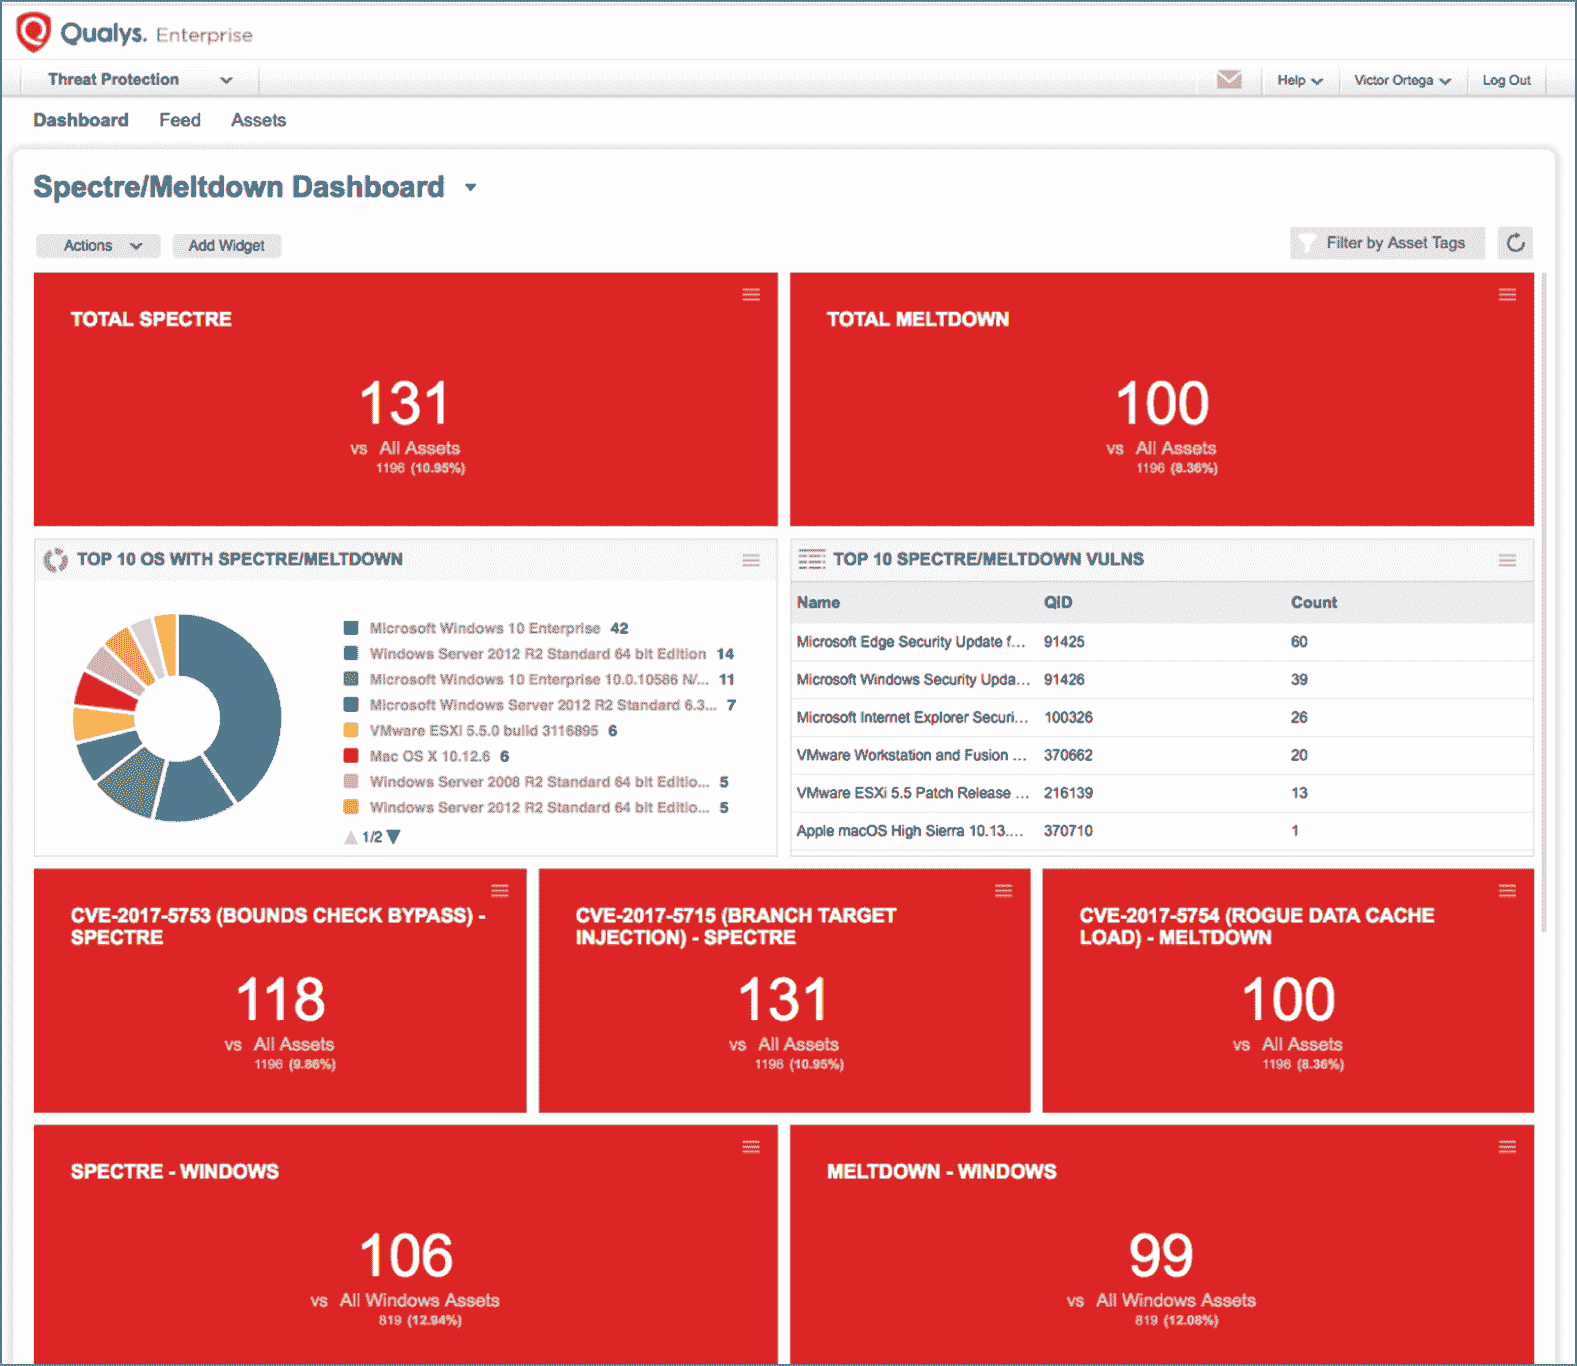 Qualys. Enterprise
Threat Protection
Help
Victor Ortega
Log Out
Dashboard Feed Assets
Spectre/Meltdown Dashboard
Actions
Add Widget
Filter by Asset Tags
TOTAL SPECTRE
131
vs All Assets
1196 (10.95%)
TOTAL MELTDOWN
100
vs All Assets
1196 (8.36%)
TOP 10 OS WITH SPECTRE/MELTDOWN
Microsoft Windows 10 Enterprise 42
Windows Server 2012 R2 Standard 64 bit Edition 14
Microsoft Windows 10 Enterprise 10.0.10586 N/... 11
Microsoft Windows Server 2012 R2 Standard 6.3... 7
VMware ESXi 5.5.0 build 3116895 6
Mac OS X 10.12.6 6
Windows Server 2008 R2 Standard 64 bit Editio... 5
Windows Server 2012 R2 Standard 64 bit Editio... 5
1/2
TOP 10 SPECTRE/MELTDOWN VULNS
Name QID Count
Microsoft Edge Security Update f... 91425 60
Microsoft Windows Security Upda... 91426 39
Microsoft Internet Explorer Securi... 100326 26
VMware Workstation and Fusion ... 370662 20
VMware ESXi 5.5 Patch Release ... 216139 13
Apple macOS High Sierra 10.13.... 370710 1
CVE-2017-5753 (BOUNDS CHECK BYPASS) -
SPECTRE
118
vs All Assets
1196 (9.86%)
CVE-2017-5715 (BRANCH TARGET
INJECTION) - SPECTRE
131
vs All Assets
1196 (10.95%)
CVE-2017-5754 (ROGUE DATA CACHE
LOAD) - MELTDOWN
100
vs All Assets
1196 (8.36%)
SPECTRE - WINDOWS
106
vs All Windows Assets
819 (12.94%)
MELTDOWN - WINDOWS
99
vs All Windows Assets
819 (12.08%)